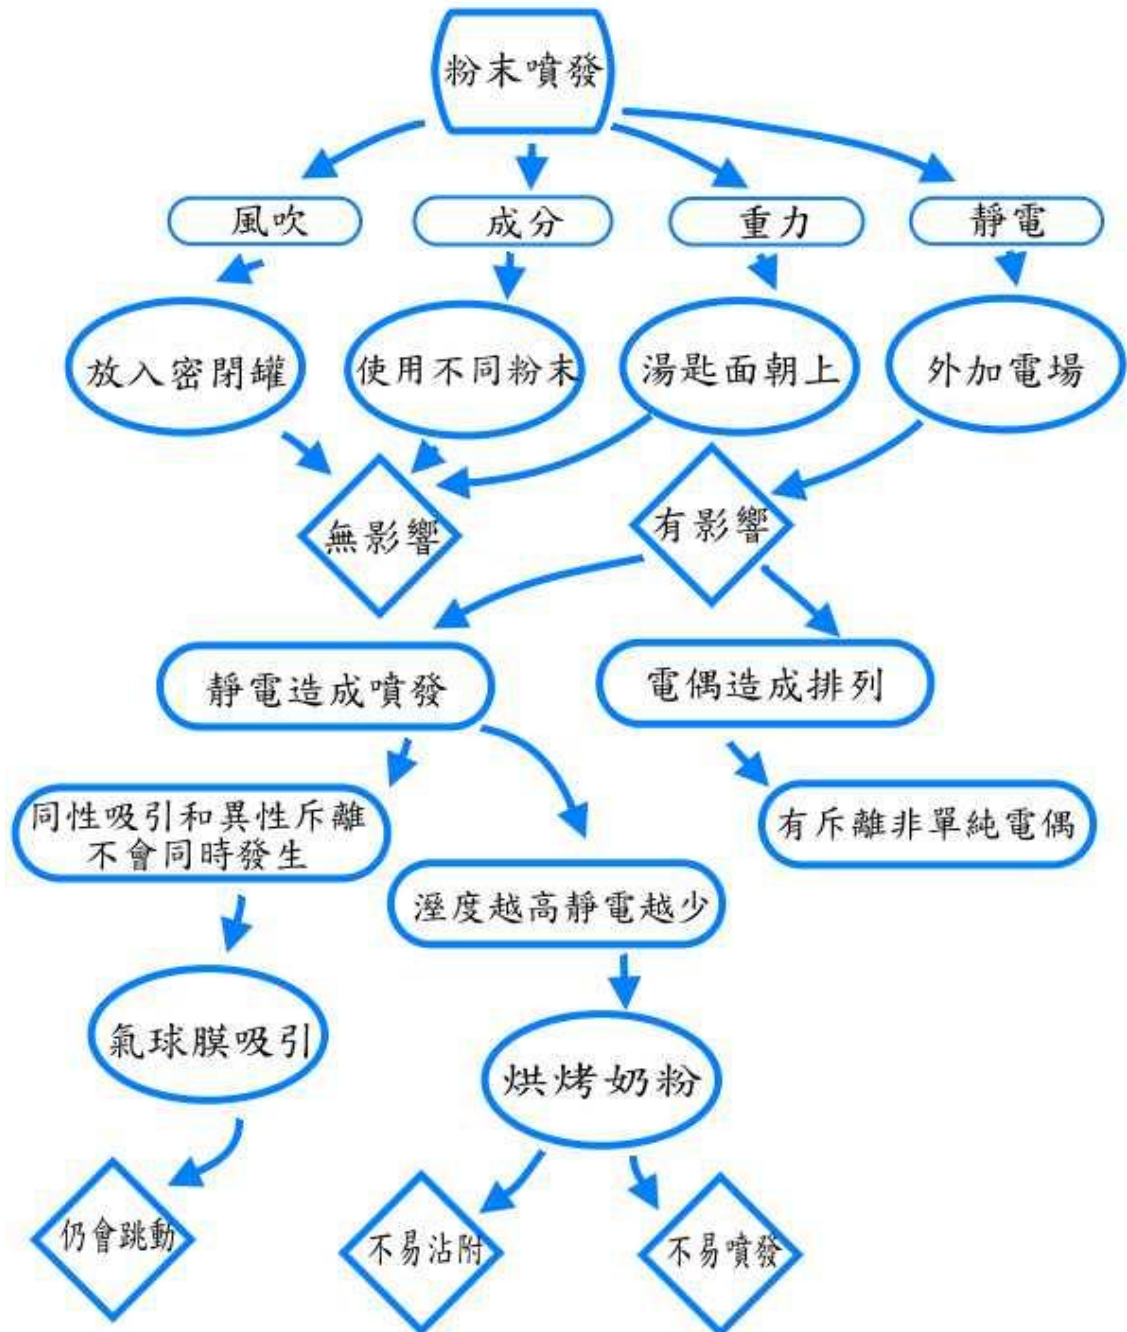 粉末噴發
風吹
成分
重力
靜電
放入密閉罐
使用不同粉末
湯匙面朝上
外加電場
無影響
有影響
靜電造成噴發
電偶造成排列
同性吸引和異性斥離
不會同時發生
有斥離非單純電偶
溼度越高靜電越少
氣球膜吸引
烘烤奶粉
仍會跳動
不易沾附
不易噴發